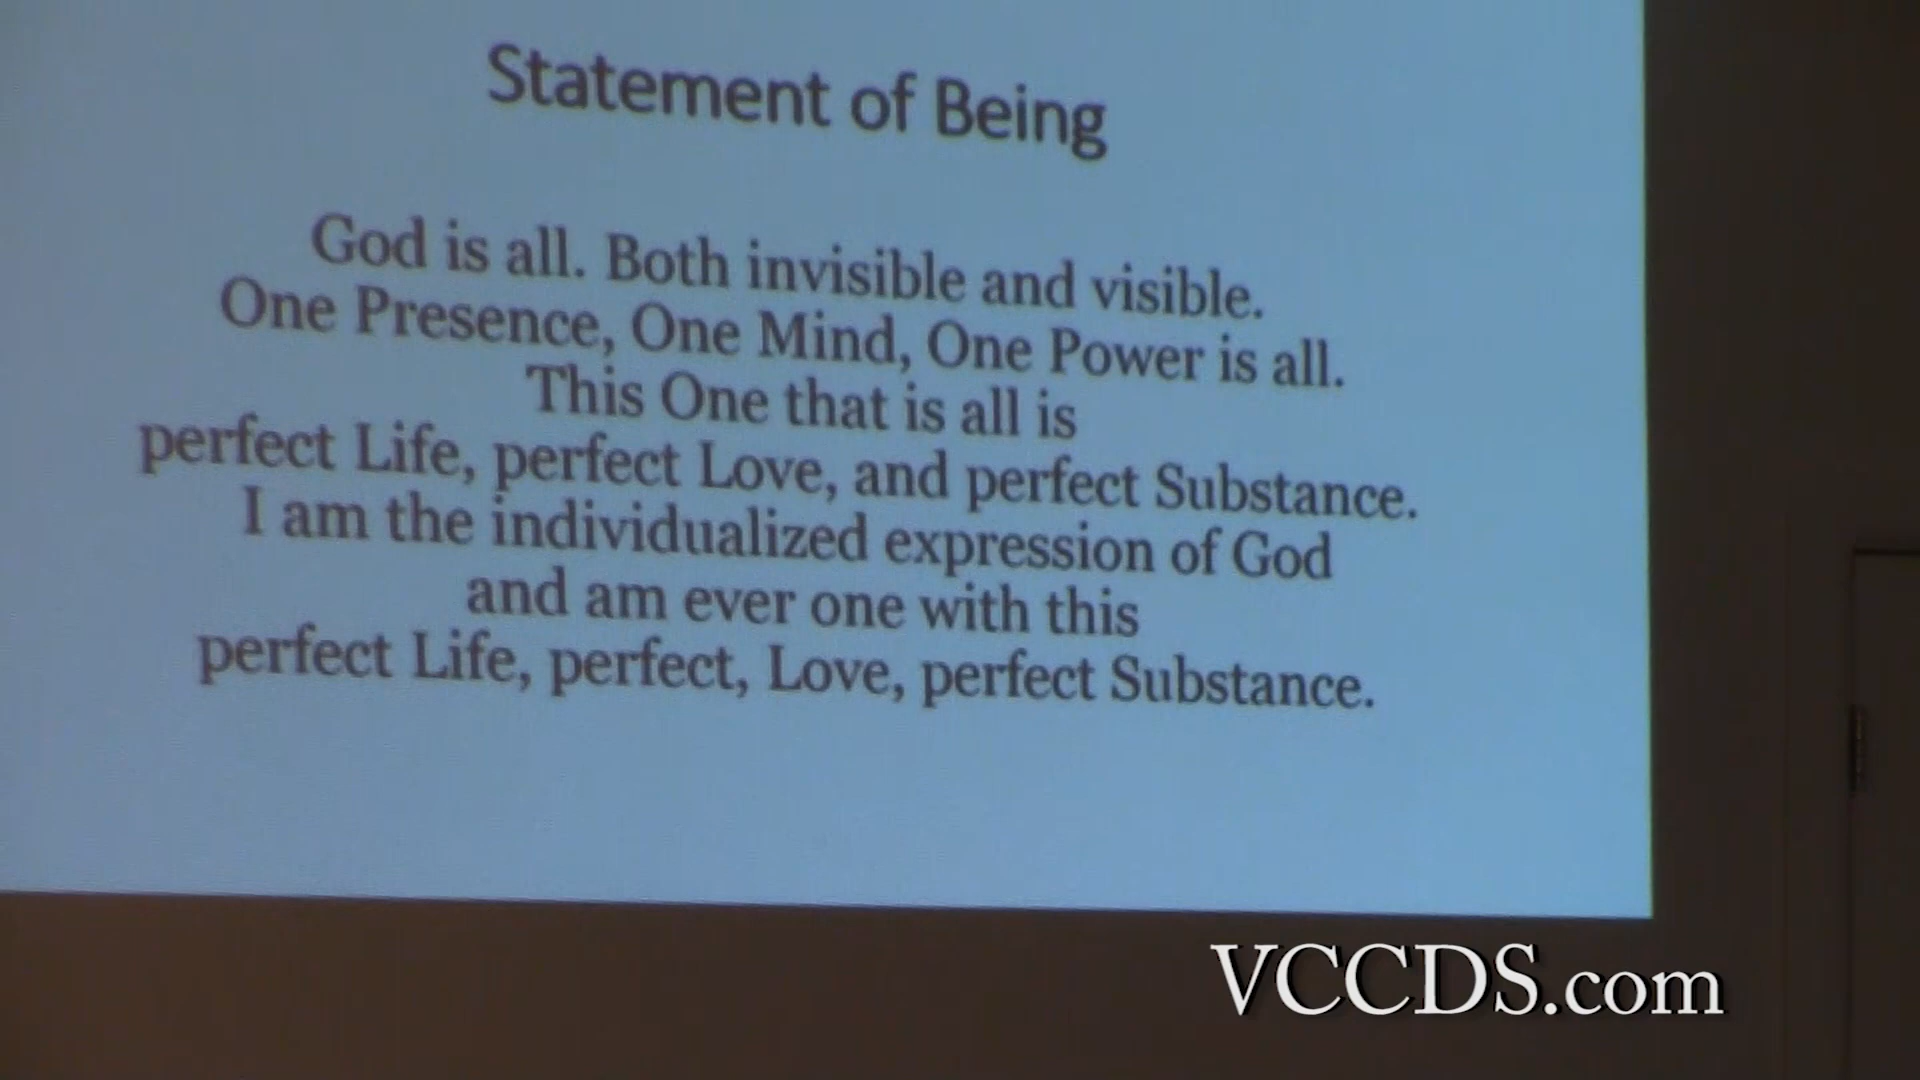 Statement of Being
God is all. Both invisible and visible.
One Presence, One Mind, One Power is all.
This One that is all is
perfect Life, perfect Love, and perfect Substance.
I am the individualized expression of God
and am ever one with this
perfect Life, perfect, Love, perfect Substance.
VCCDS.com